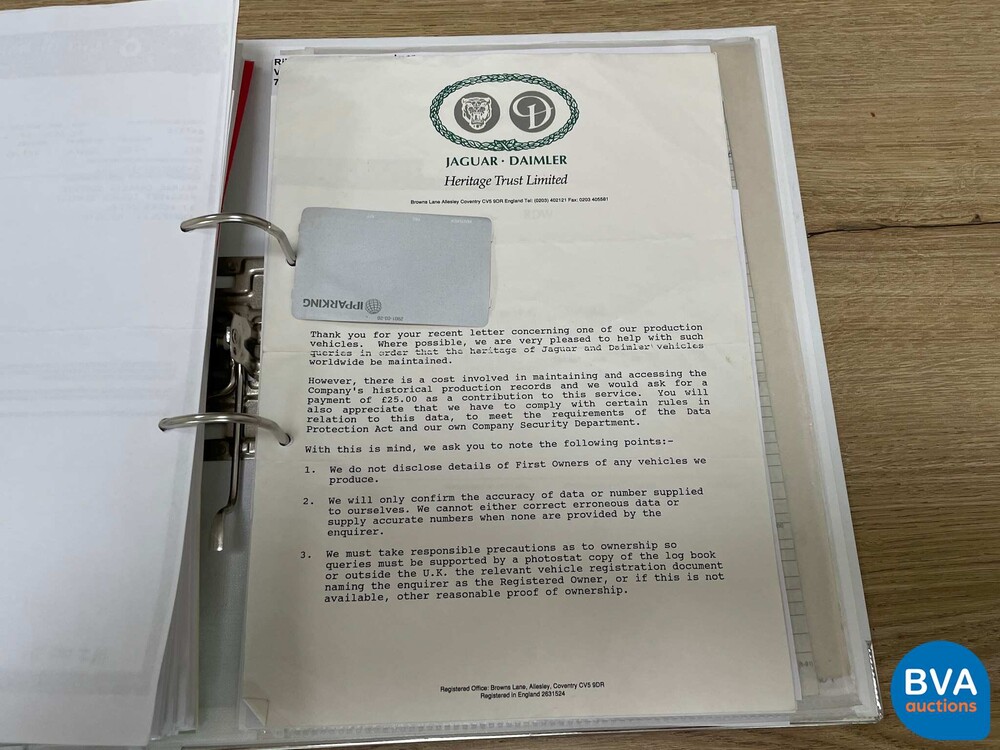 JAGUAR · DAIMLER
Heritage Trust Limited
Browns Lane Allesley Coventry CV5 9DR England Tel: (0203) 402121 Fax: 0203 405581
IPPARKING
Thank you for your recent letter concerning one of our production
vehicles. Where possible, we are very pleased to help with such
queries in order that the heritage of Jaguar and Daimler vehicles
worldwide be maintained.
However, there is a cost involved in maintaining and accessing the
Company's historical production records and we would ask for a
payment of £25.00 as a contribution to this service. You will
also appreciate that we have to comply with certain rules in
relation to this data, to meet the requirements of the Data
Protection Act and our own Company Security Department.
With this is mind, we ask you to note the following points:-
1. We do not disclose details of First Owners of any vehicles we
produce.
2. We will only confirm the accuracy of data or number supplied
to ourselves. We cannot either correct erroneous data or
supply accurate numbers when none are provided by the
enquirer.
3. We must take responsible precautions as to ownership so
queries must be supported by a photostat copy of the log book
or outside the U.K. the relevant vehicle registration document
naming the enquirer as the Registered Owner, or if this is not
available, other reasonable proof of ownership.
Registered Office: Browns Lane, Allesley, Coventry CV5 9DR
Registered in England 2631524
BVA
auctions